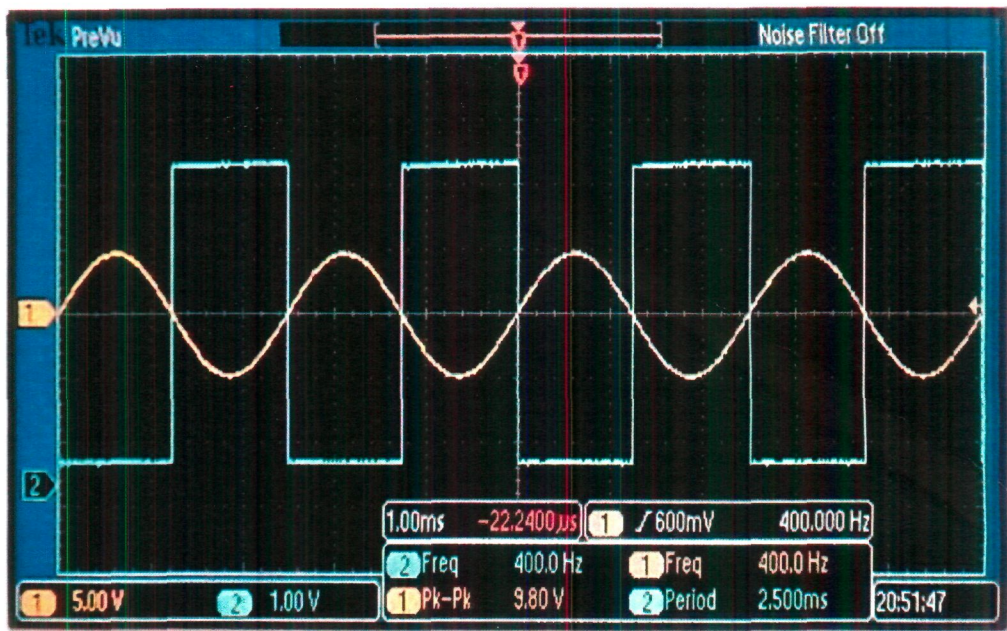 Tek PreVu Noise Filter Off
T
T
1
2
1.00ms -22.2400µs 1 600mV 400.000 Hz
2 Freq 400.0 Hz 1 Freq 400.0 Hz
1 5.00 V 2 1.00 V 1 Pk-Pk 9.80 V 2 Period 2.500ms 20:51:47